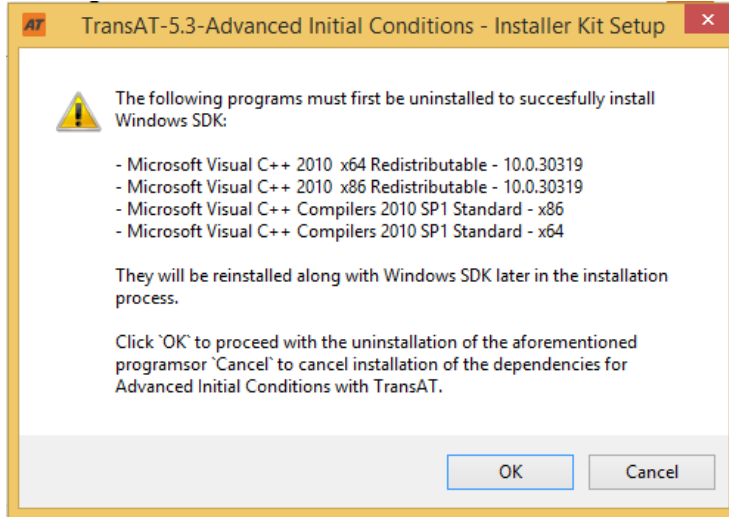 AT TransAT-5.3-Advanced Initial Conditions - Installer Kit Setup
The following programs must first be uninstalled to succesfully install
Windows SDK:
- Microsoft Visual C++ 2010 x64 Redistributable - 10.0.30319
- Microsoft Visual C++ 2010 x86 Redistributable - 10.0.30319
- Microsoft Visual C++ Compilers 2010 SP1 Standard - x86
- Microsoft Visual C++ Compilers 2010 SP1 Standard - x64
They will be reinstalled along with Windows SDK later in the installation
process.
Click `OK` to proceed with the uninstallation of the aforementioned
programsor `Cancel` to cancel installation of the dependencies for
Advanced Initial Conditions with TransAT.
OK Cancel